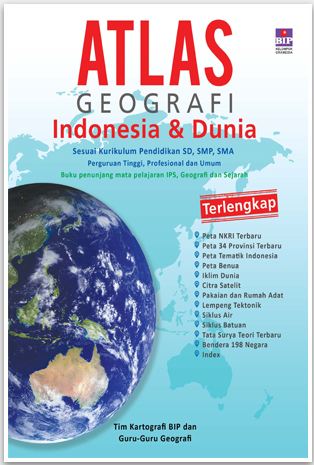 ATLAS
BIP
KELOMPOK
GRAMEDIA
GEOGRAFI
Indonesia & Dunia
Sesuai Kurikulum Pendidikan SD, SMP, SMA
Perguruan Tinggi, Profesional dan Umum
Buku penunjang mata pelajaran IPS, Geografi dan Sejarah
Terlengkap
Peta NKRI Terbaru
Peta 34 Provinsi Terbaru
Peta Tematik Indonesia
Peta Benua
Iklim Dunia
Citra Satelit
Pakaian dan Rumah Adat
Lempeng Tektonik
Siklus Air
Siklus Batuan
Tata Surya Teori Terbaru
Bendera 198 Negara
Index
Tim Kartografi BIP dan
Guru-Guru Geografi